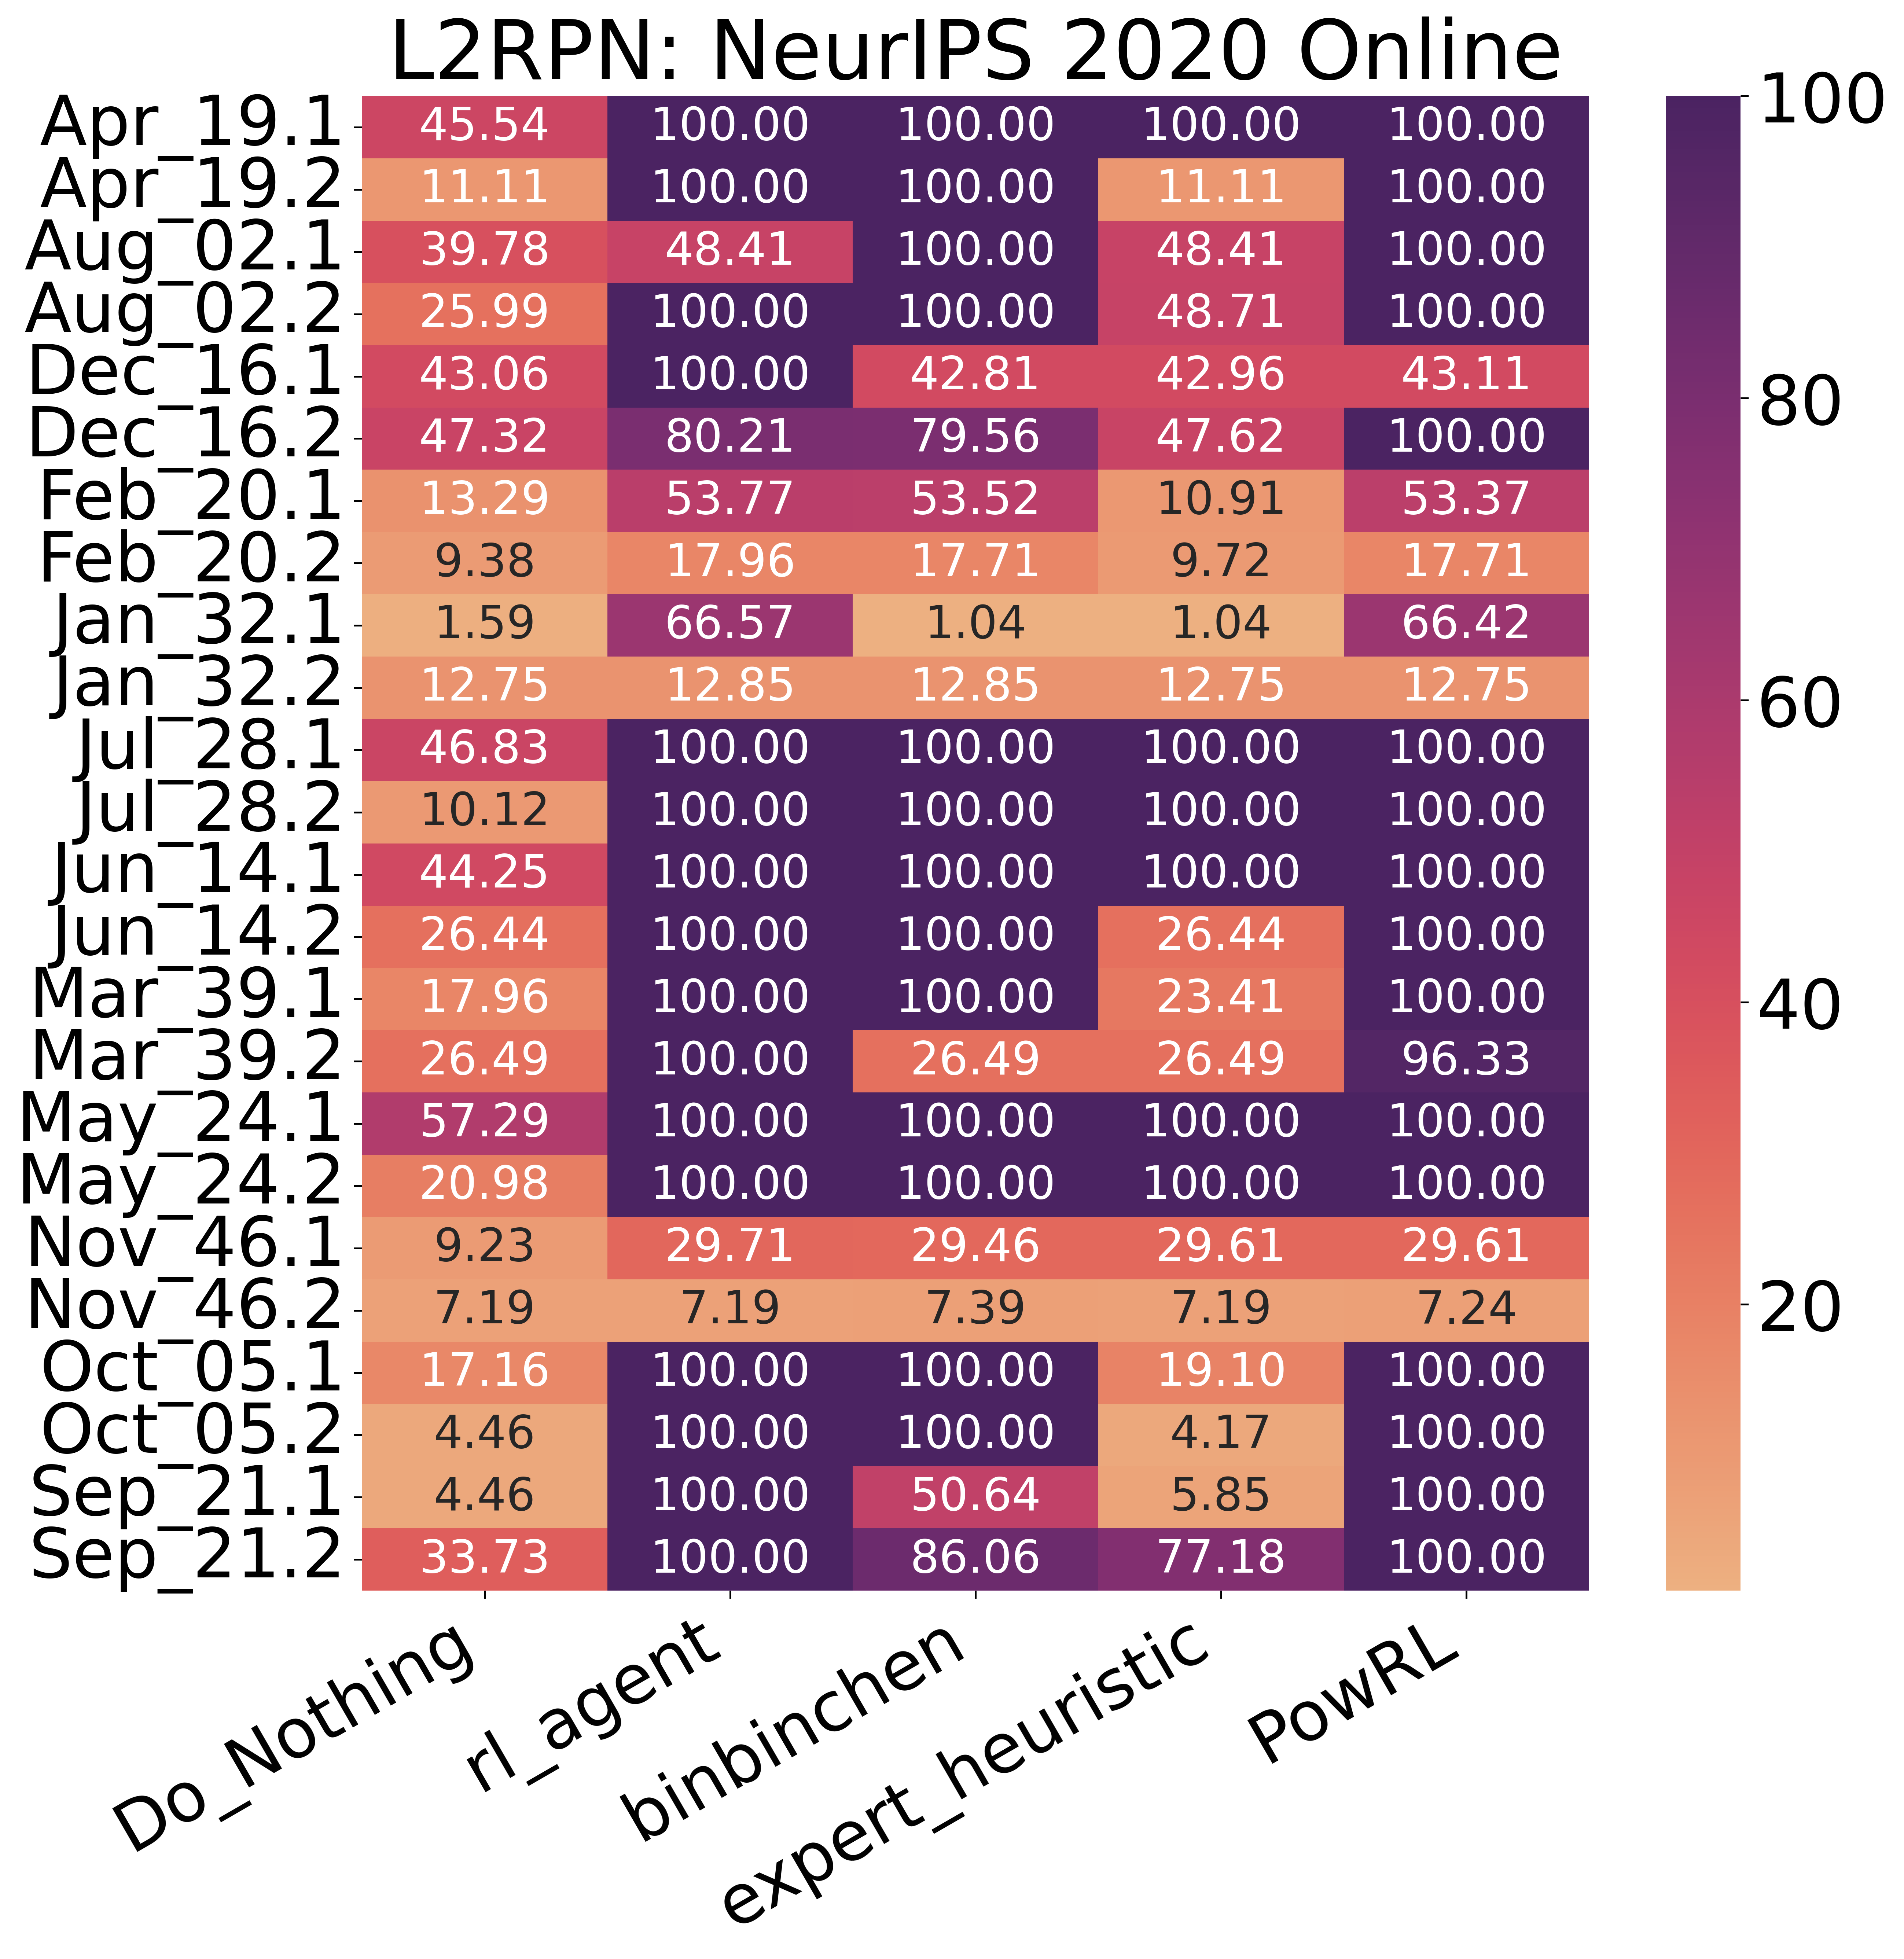 L2RPN: NeurIPS 2020 Online
Apr_19.1 45.54 100.00 100.00 100.00 100.00
Apr_19.2 11.11 100.00 100.00 11.11 100.00
Aug_02.1 39.78 48.41 100.00 48.41 100.00
Aug_02.2 25.99 100.00 100.00 48.71 100.00
Dec_16.1 43.06 100.00 42.81 42.96 43.11
Dec_16.2 47.32 80.21 79.56 47.62 100.00
Feb_20.1 13.29 53.77 53.52 10.91 53.37
Feb_20.2 9.38 17.96 17.71 9.72 17.71
Jan_32.1 1.59 66.57 1.04 1.04 66.42
Jan_32.2 12.75 12.85 12.85 12.75 12.75
Jul_28.1 46.83 100.00 100.00 100.00 100.00
Jul_28.2 10.12 100.00 100.00 100.00 100.00
Jun_14.1 44.25 100.00 100.00 100.00 100.00
Jun_14.2 26.44 100.00 100.00 26.44 100.00
Mar_39.1 17.96 100.00 100.00 23.41 100.00
Mar_39.2 26.49 100.00 26.49 26.49 96.33
May_24.1 57.29 100.00 100.00 100.00 100.00
May_24.2 20.98 100.00 100.00 100.00 100.00
Nov_46.1 9.23 29.71 29.46 29.61 29.61
Nov_46.2 7.19 7.19 7.39 7.19 7.24
Oct_05.1 17.16 100.00 100.00 19.10 100.00
Oct_05.2 4.46 100.00 100.00 4.17 100.00
Sep_21.1 4.46 100.00 50.64 5.85 100.00
Sep_21.2 33.73 100.00 86.06 77.18 100.00
Do_Nothing
rl_agent
binbinchen
expert_heuristic
PowRL
100
80
60
40
20